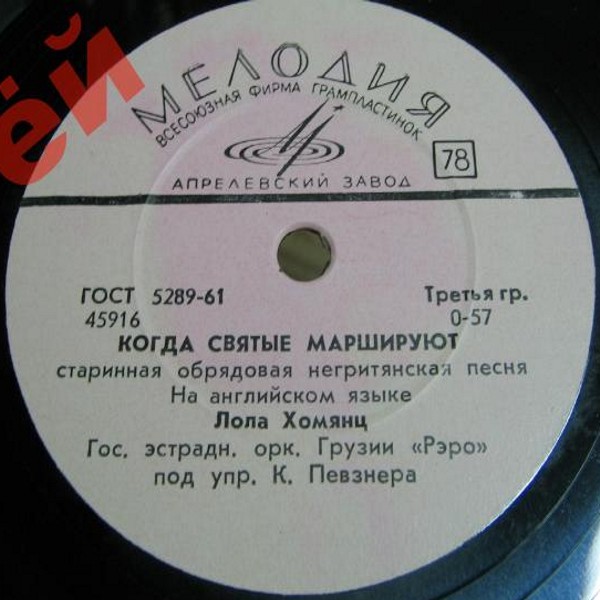 ёй
МЕЛОДИЯ
ВСЕСОЮЗНАЯ ФИРМА ГРАМПЛАСТИНОК
78
АПРЕЛЕВСКИЙ ЗАВОД
ГОСТ 5289-61 Третья гр.
45916 0-57
КОГДА СВЯТЫЕ МАРШИРУЮТ
старинная обрядовая негритянская песня
На английском языке
Лола Хомянц
Гос. эстрадн. орк. Грузии «Рэро»
под упр. К. Певзнера